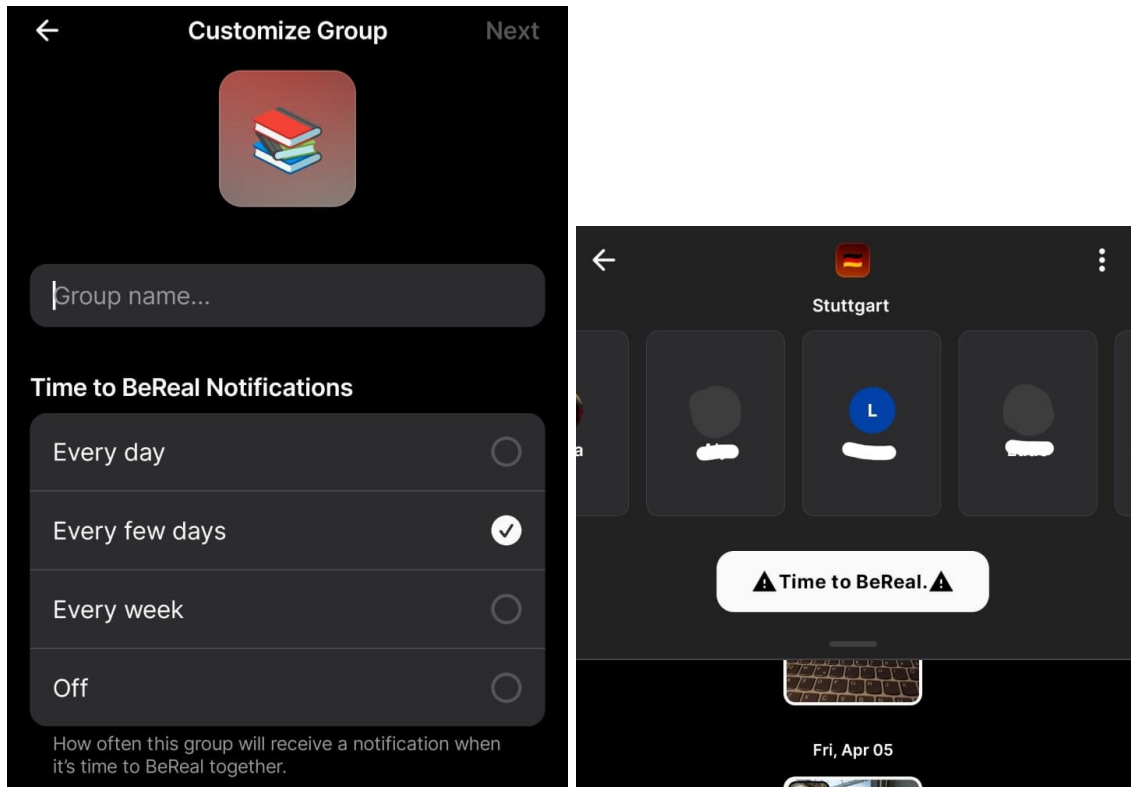 Customize Group
Next
Group name...
Time to BeReal Notifications
Every day
Every few days
Every week
Off
How often this group will receive a notification when
it's time to BeReal together.
Stuttgart
a
L
Time to BeReal.
Fri, Apr 05